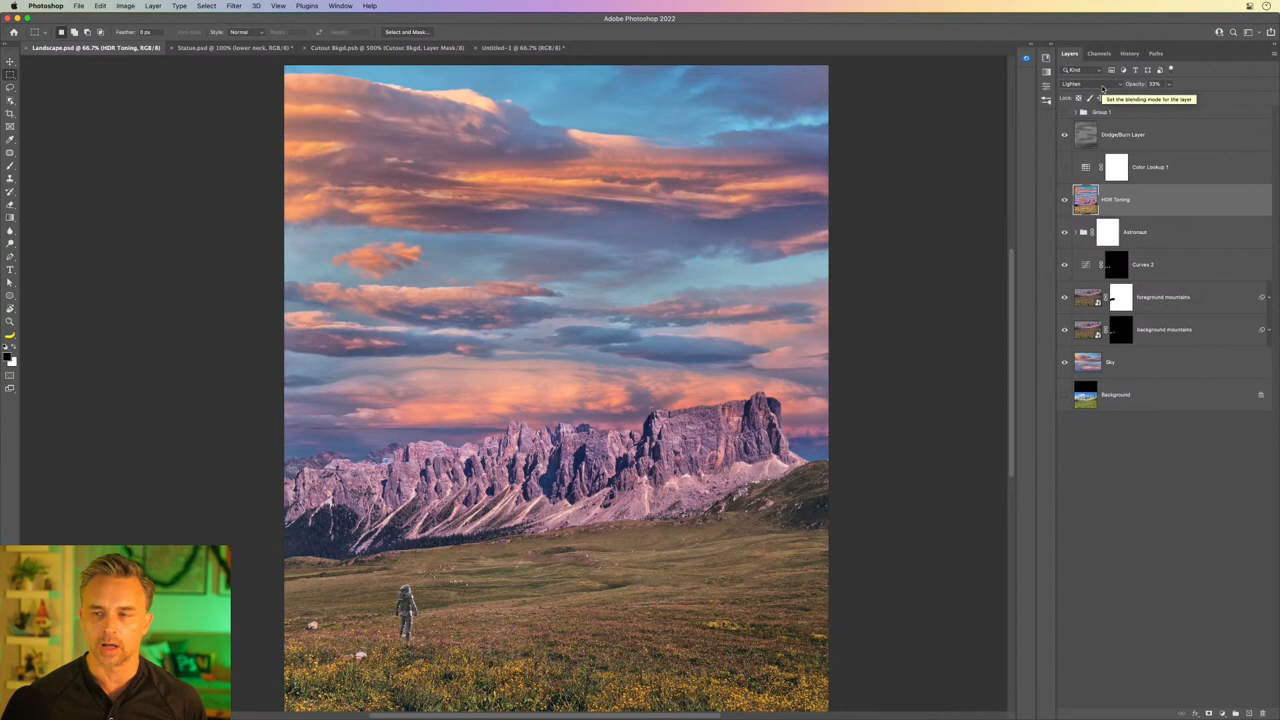 Photoshop File Edit Image Layer Type Select Filter 3D View Plugins Window Help
Adobe Photoshop 2022
Feather: 0 px Style: Normal Select and Mask...
Landscape.psd @ 66.7% (HDR Toning, RGB/8) × Statue.psd @ 100% (lower neck, RGB/8) * × Cutout Bkgd.psb @ 500% (Cutout Bkgd, Layer Mask/8) × Untitled-1 @ 66.7% (RGB/8) *
Layers Channels History Paths
Kind
Lighten Opacity: 33%
Lock:
Set the blending mode for the layer
Group 1
Dodge/Burn Layer
Color Lookup 1
HDR Toning
Astronaut
Curves 2
foreground mountains
background mountains
Sky
Background